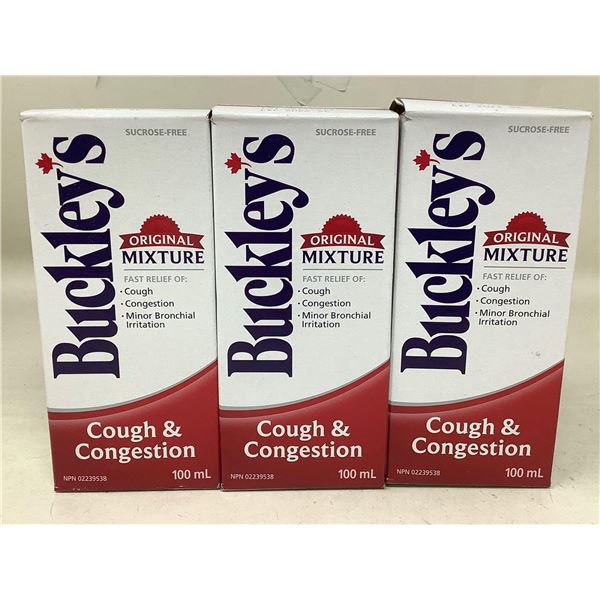 SUCROSE-FREE
Buckley's
ORIGINAL
MIXTURE
FAST RELIEF OF:
• Cough
• Congestion
• Minor Bronchial
Irritation
Cough &
Congestion
NPN 02239538
100 mL
SUCROSE-FREE
Buckley's
ORIGINAL
MIXTURE
FAST RELIEF OF:
• Cough
• Congestion
• Minor Bronchial
Irritation
Cough &
Congestion
NPN 02239538
100 mL
SUCROSE-FREE
Buckley's
ORIGINAL
MIXTURE
FAST RELIEF OF:
• Cough
• Congestion
• Minor Bronchial
Irritation
Cough &
Congestion
NPN 02239538
100 mL